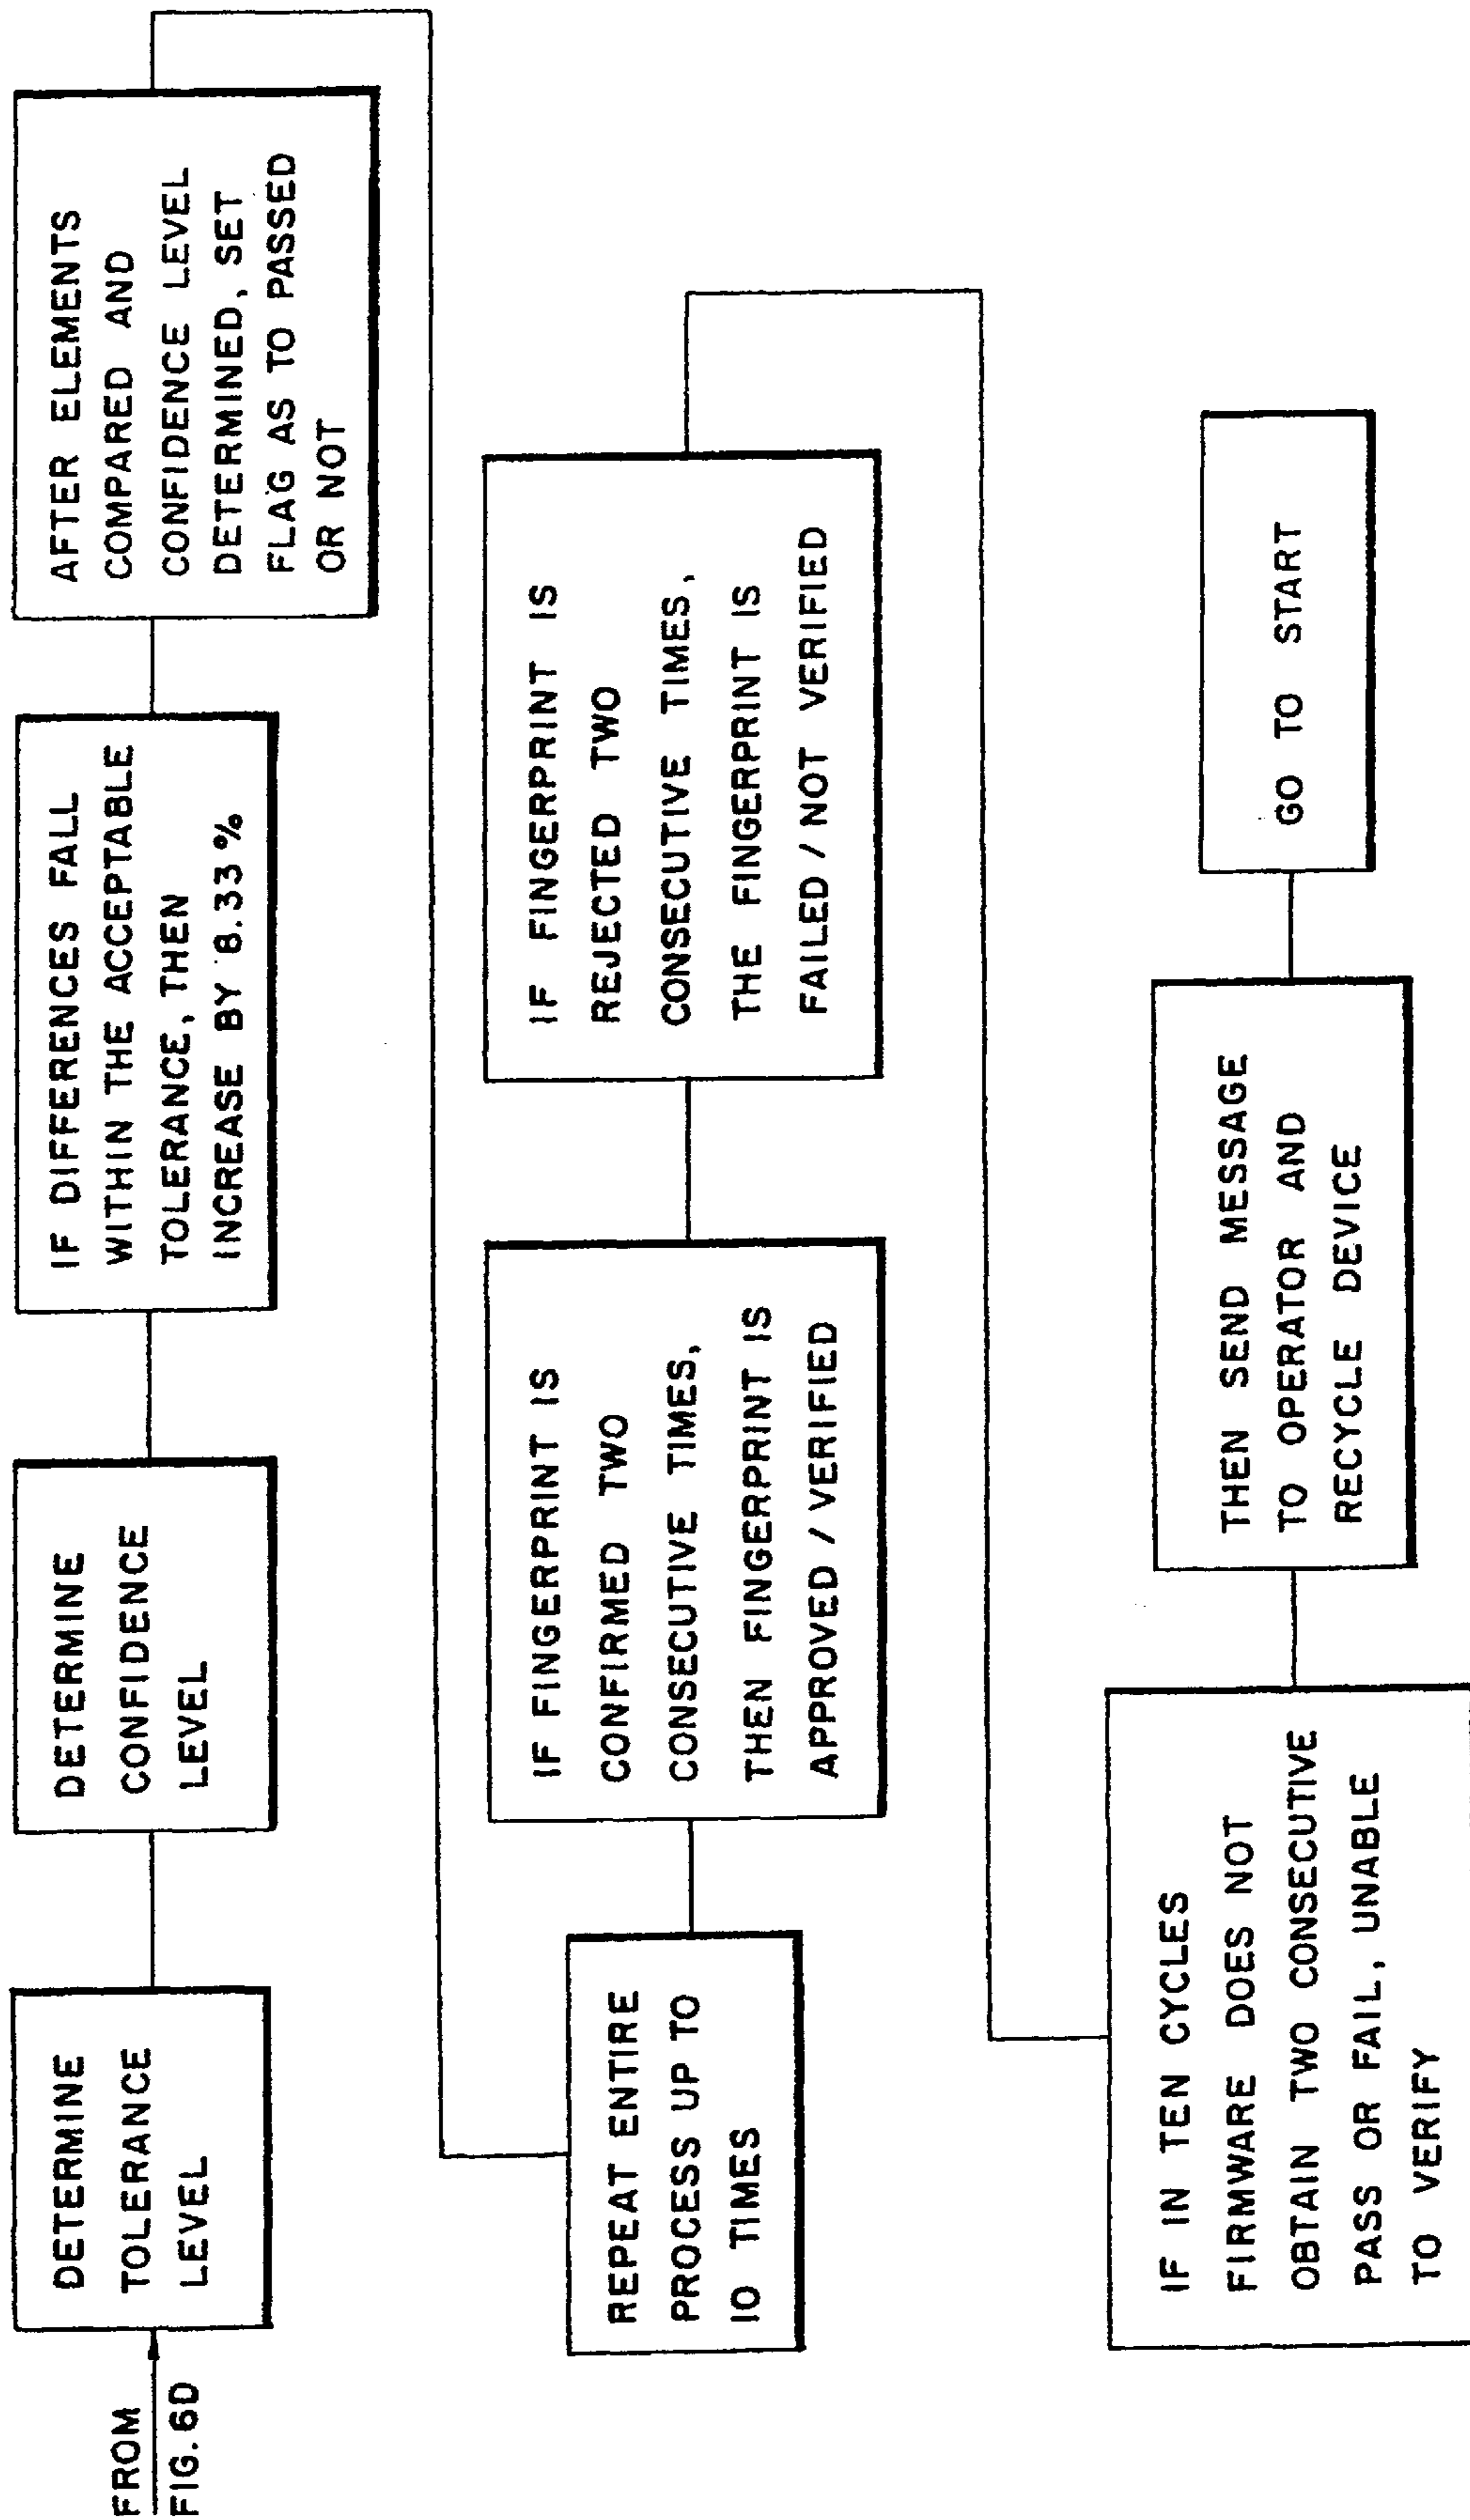 FROM
FIG. 6D
DETERMINE
TOLERANCE
LEVEL
DETERMINE
CONFIDENCE
LEVEL
IF DIFFERENCES FALL
WITHIN THE ACCEPTABLE
TOLERANCE, THEN
INCREASE BY 8.33 %
AFTER ELEMENTS
COMPARED AND
CONFIDENCE LEVEL
DETERMINED, SET
FLAG AS TO PASSED
OR NOT
REPEAT ENTIRE
PROCESS UP TO
10 TIMES
IF FINGERPRINT IS
CONFIRMED TWO
CONSECUTIVE TIMES,
THEN FINGERPRINT IS
APPROVED / VERIFIED
IF FINGERPRINT IS
REJECTED TWO
CONSECUTIVE TIMES,
THE FINGERPRINT IS
FAILED / NOT VERIFIED
IF IN TEN CYCLES
FIRMWARE DOES NOT
OBTAIN TWO CONSECUTIVE
PASS OR FAIL, UNABLE
TO VERIFY
THEN SEND MESSAGE
TO OPERATOR AND
RECYCLE DEVICE
GO TO START